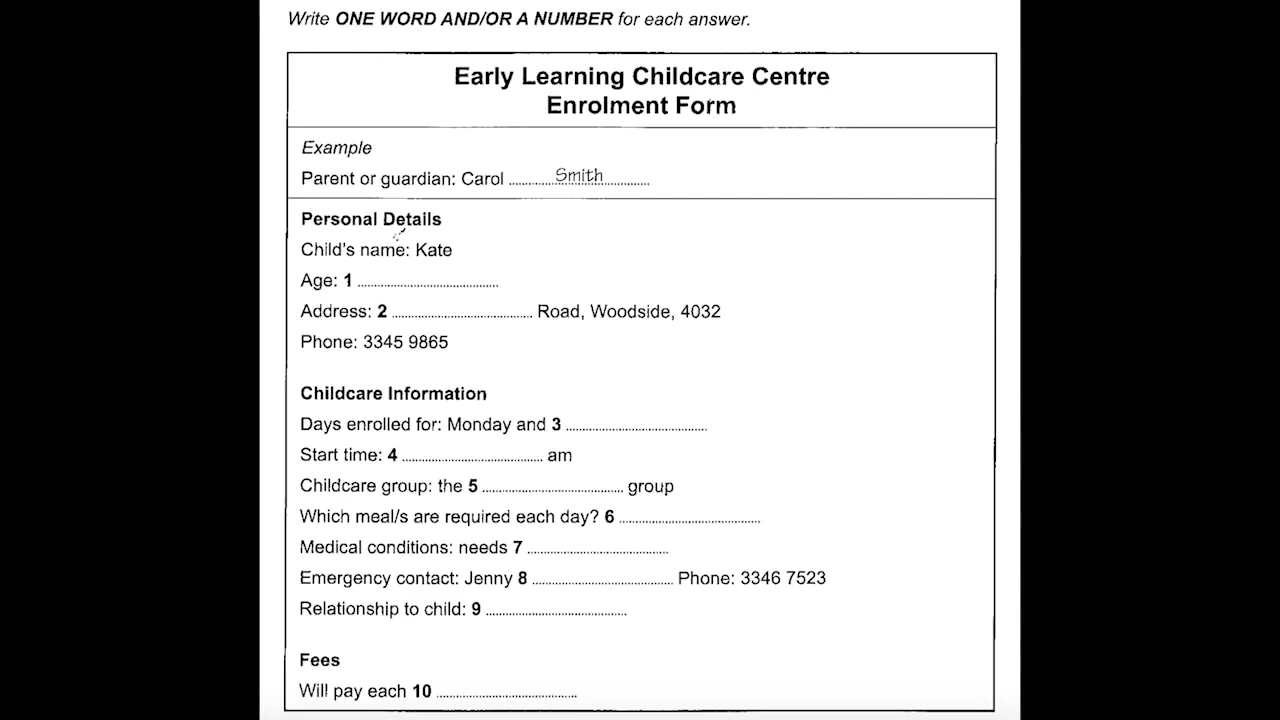 Write ONE WORD AND/OR A NUMBER for each answer.
Early Learning Childcare Centre
Enrolment Form
Example
Parent or guardian: Carol ........... Smith ...........
Personal Details
Child's name: Kate
Age: 1 ...........
Address: 2 ........... Road, Woodside, 4032
Phone: 3345 9865
Childcare Information
Days enrolled for: Monday and 3 ...........
Start time: 4 ........... am
Childcare group: the 5 ........... group
Which meal/s are required each day? 6 ...........
Medical conditions: needs 7 ...........
Emergency contact: Jenny 8 ........... Phone: 3346 7523
Relationship to child: 9 ...........
Fees
Will pay each 10 ...........